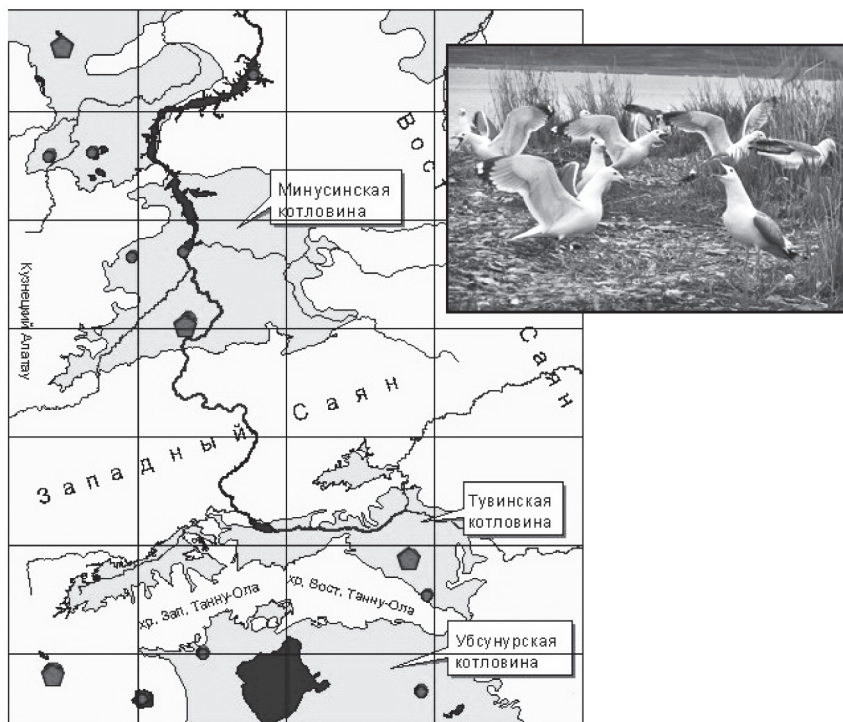 Вост
Минусинская
котловина
Кузнецкий Алатау
Саян
Западный Саян
Тувинская
котловина
хр. Зап. Танну-Ола
хр. Вост. Танну-Ола
Убсунурская
котловина